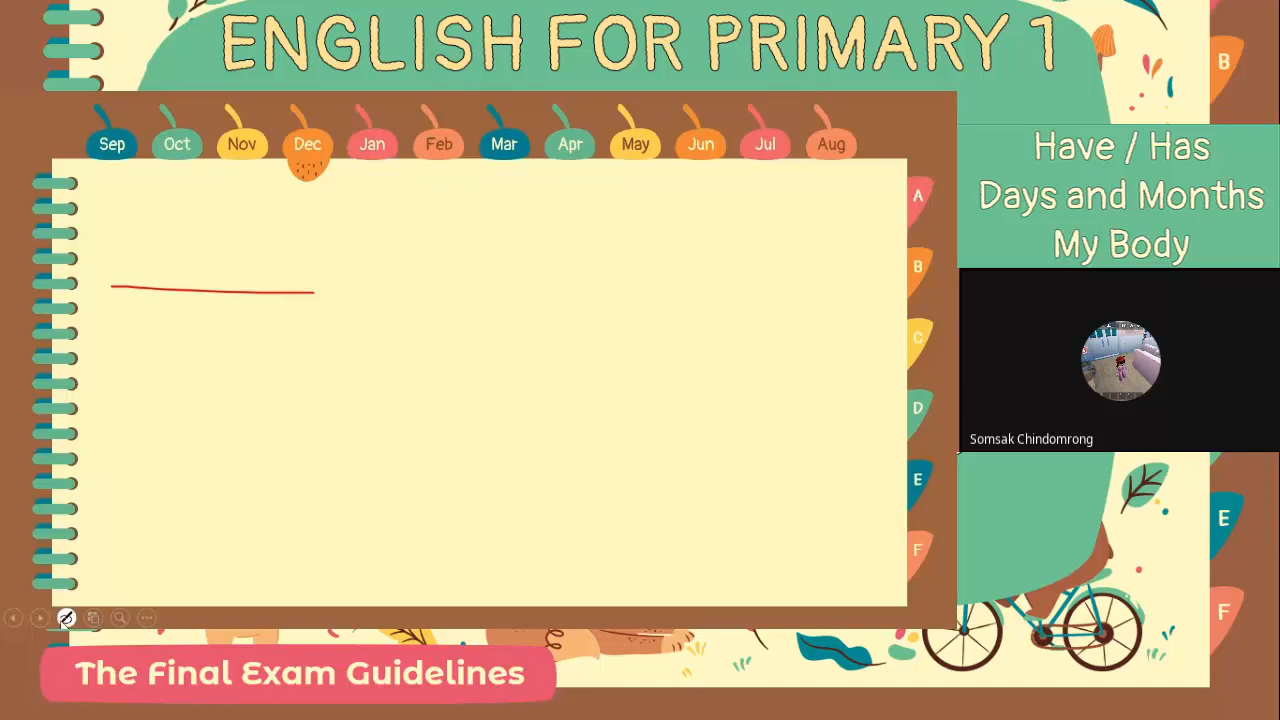 ENGLISH FOR PRIMARY 1
B
Sep Oct Nov Dec Jan Feb Mar Apr May Jun Jul Aug
Have / Has
Days and Months
My Body
A
B
C
D
E
F
Somsak Chindomrong
E
F
The Final Exam Guidelines